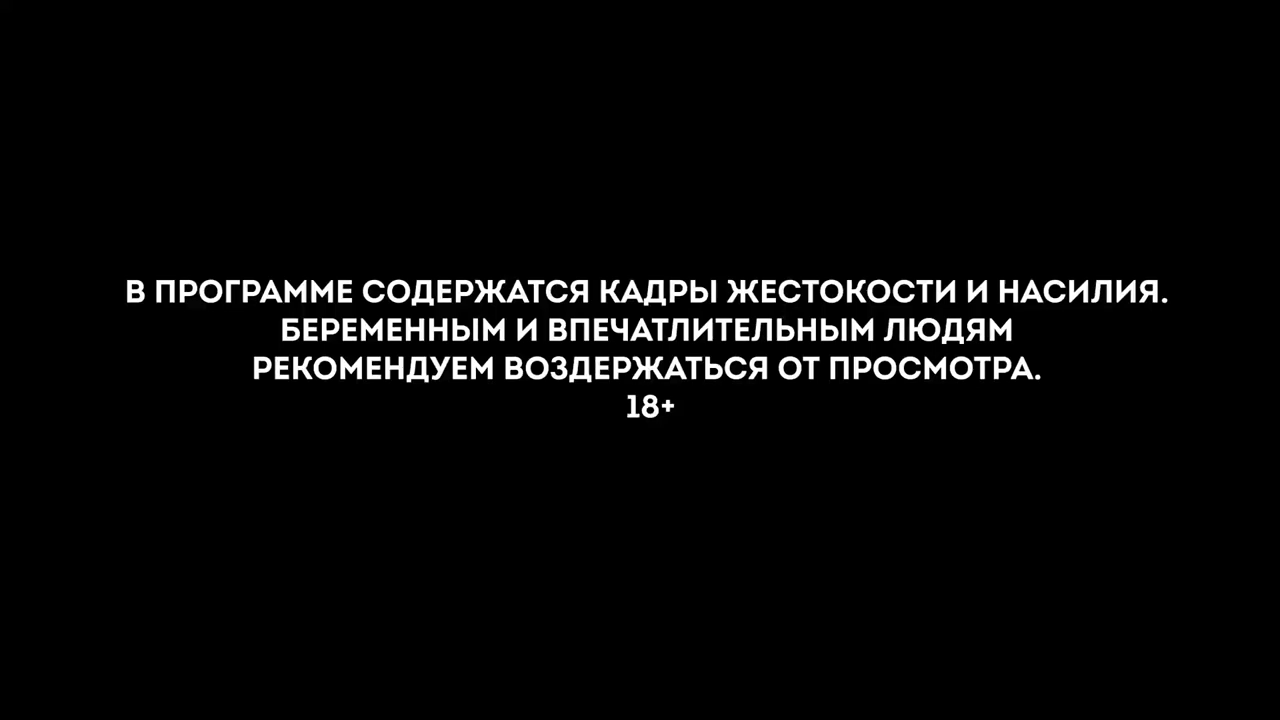 В ПРОГРАММЕ СОДЕРЖАТСЯ КАДРЫ ЖЕСТОКОСТИ И НАСИЛИЯ.
БЕРЕМЕННЫМ И ВПЕЧАТЛИТЕЛЬНЫМ ЛЮДЯМ
РЕКОМЕНДУЕМ ВОЗДЕРЖАТЬСЯ ОТ ПРОСМОТРА.
18+